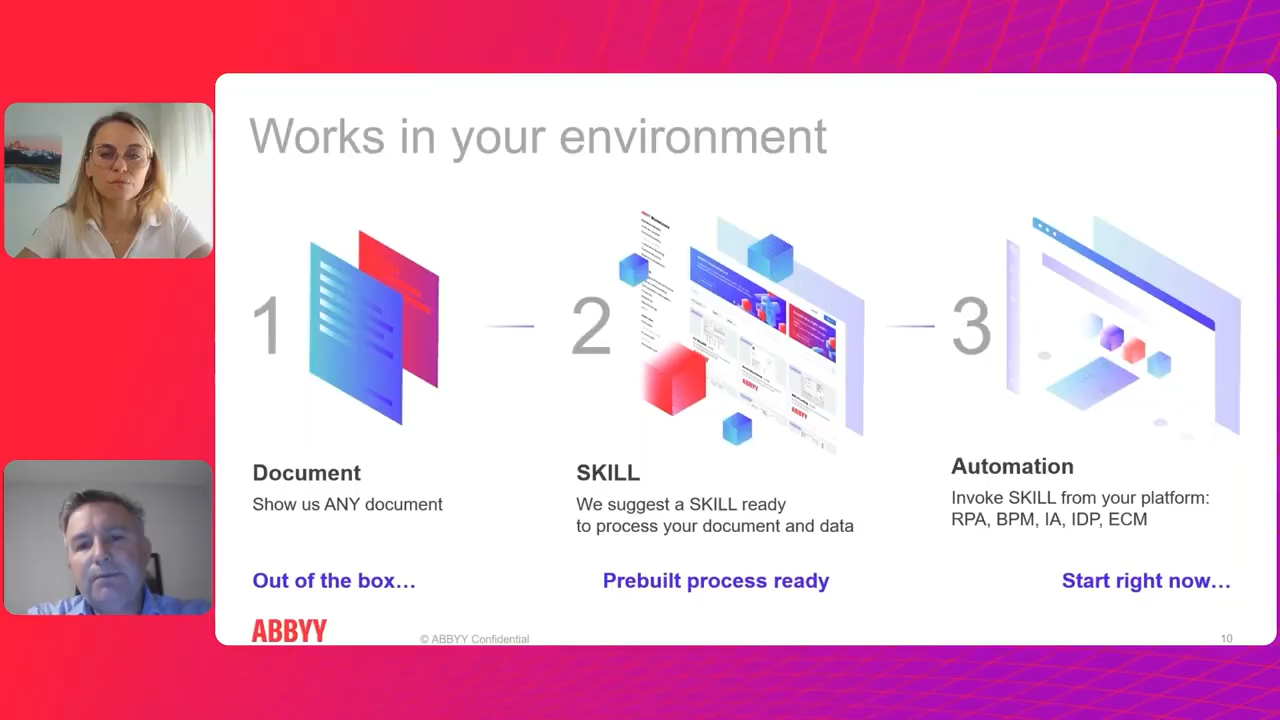 Works in your environment
1
2
3
Document
Show us ANY document
Out of the box…
SKILL
We suggest a SKILL ready
to process your document and data
Prebuilt process ready
Automation
Invoke SKILL from your platform:
RPA, BPM, IA, IDP, ECM
Start right now…
ABBYY
ABBYY
ABBYY
© ABBYY Confidential
10